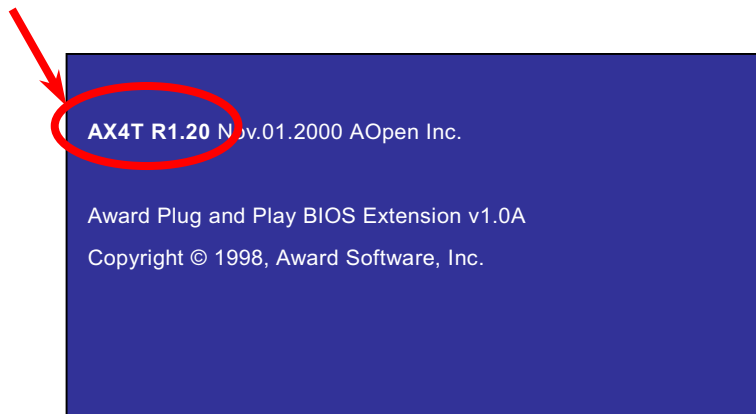 AX4T R1.20 Nov.01.2000 AOpen Inc.
Award Plug and Play BIOS Extension v1.0A
Copyright © 1998, Award Software, Inc.